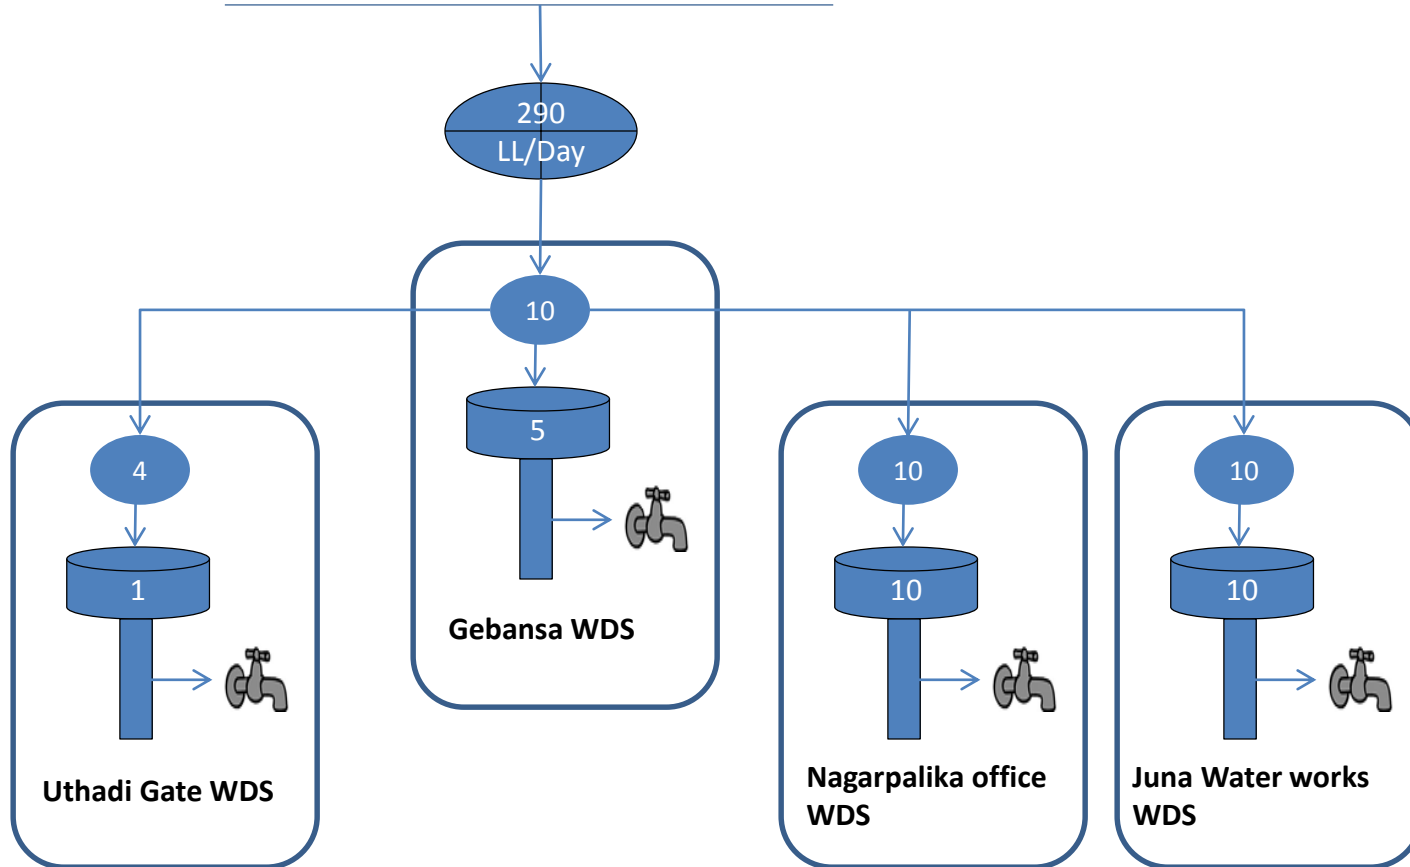 290
LL/Day
10
5
Gebansa WDS
4
1
Uthadi Gate WDS
10
10
Nagarpalika office
WDS
10
10
Juna Water works
WDS